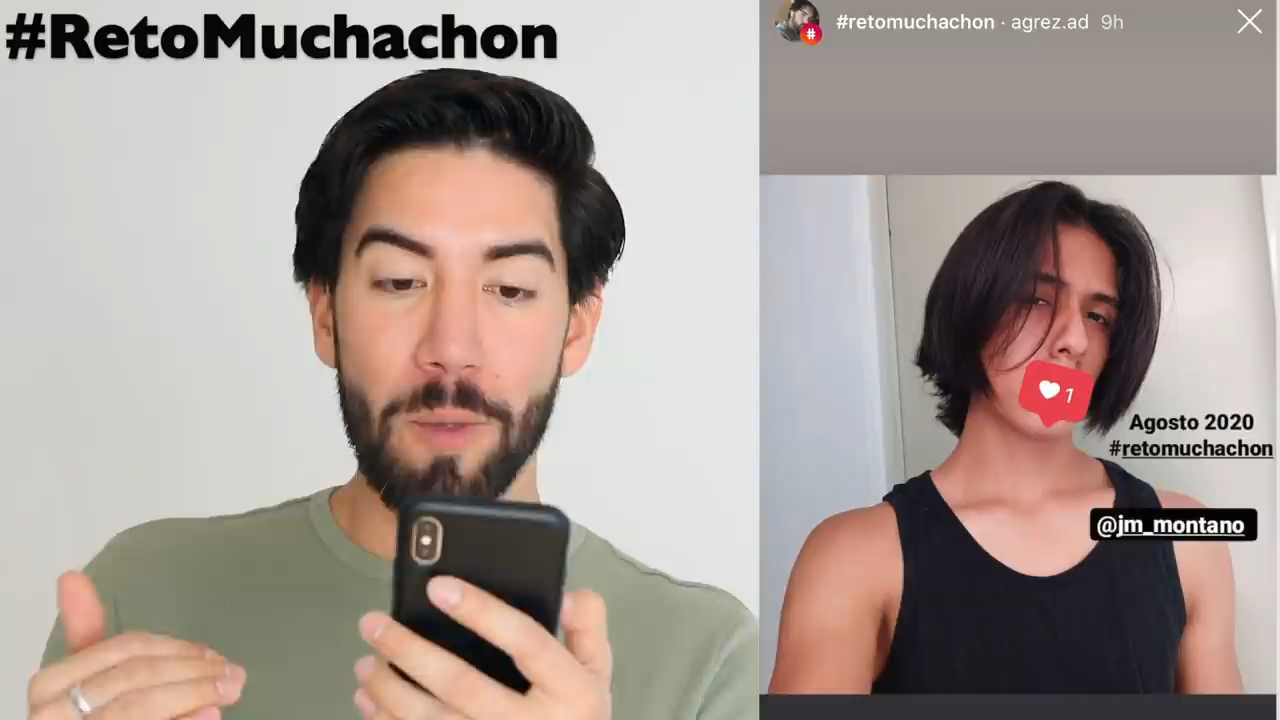 #RetoMuchachon
#retomuchachon · agrez.ad 9h
#
1
Agosto 2020
#retomuchachon
@jm_montano